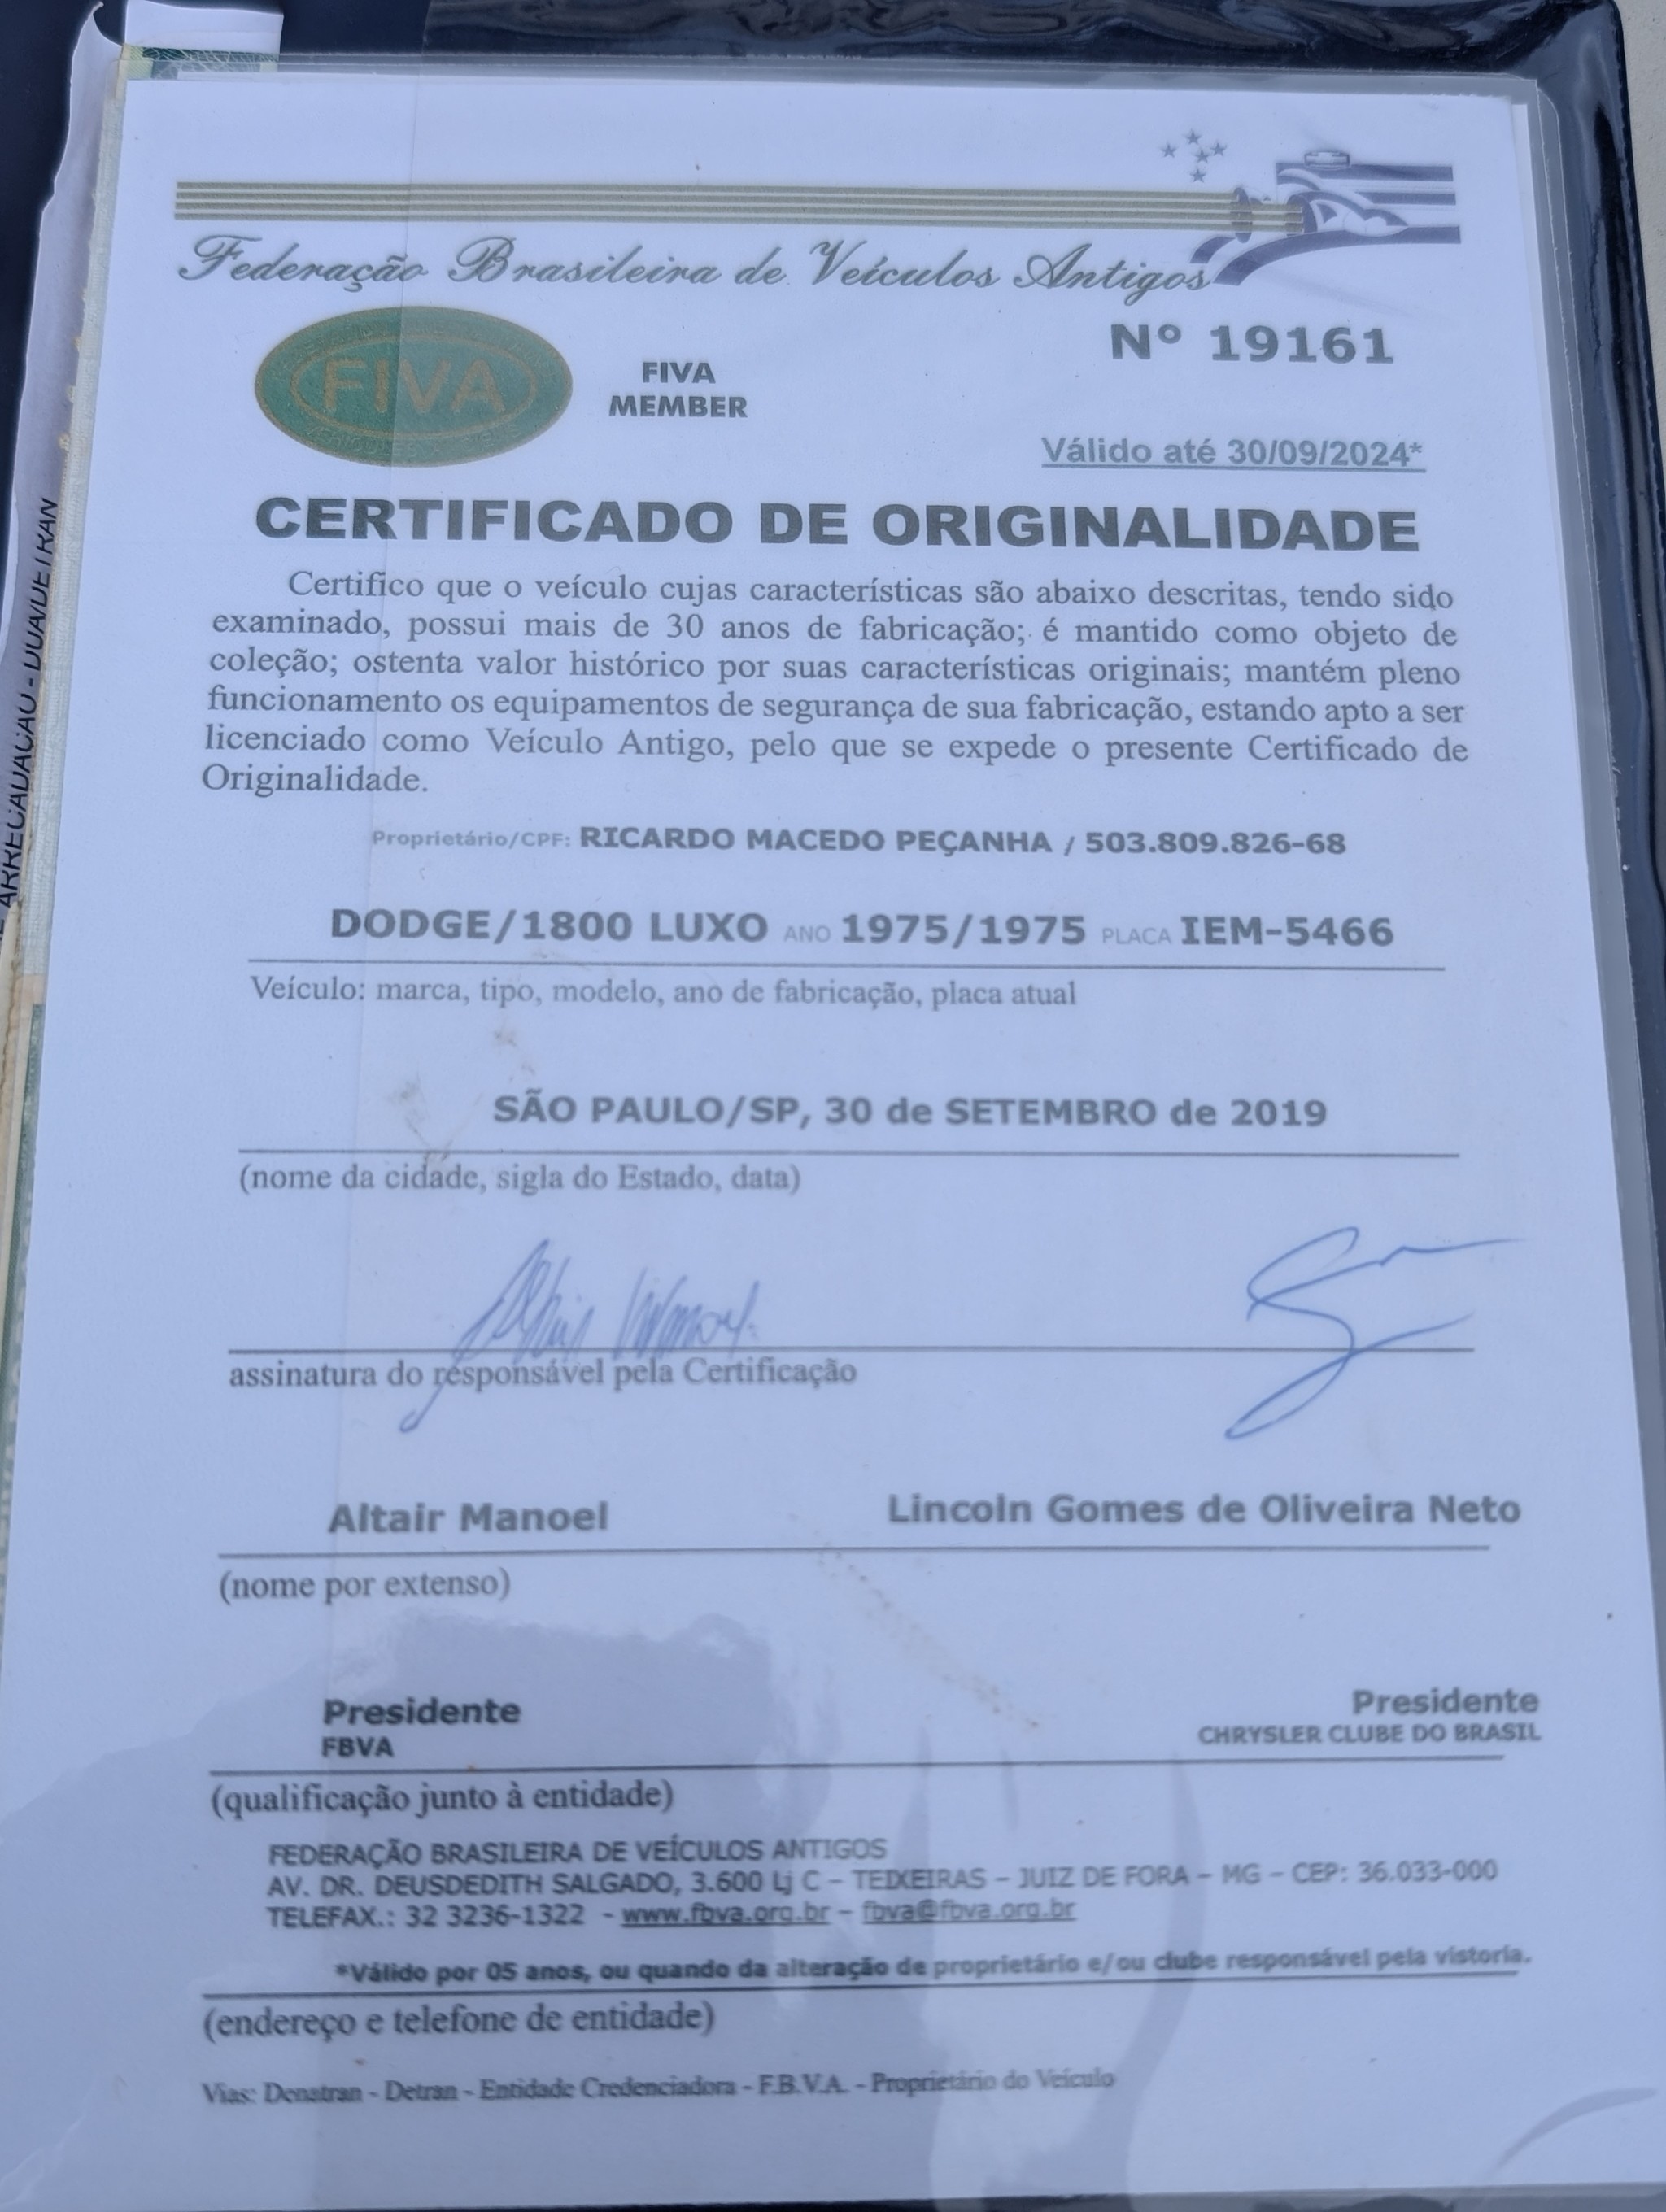 Federação Brasileira de Veículos Antigos
FIVA
FIVA
MEMBER
Nº 19161
Válido até 30/09/2024*
CERTIFICADO DE ORIGINALIDADE
Certifico que o veículo cujas características são abaixo descritas, tendo sido
examinado, possui mais de 30 anos de fabricação; é mantido como objeto de
coleção; ostenta valor histórico por suas características originais; mantém pleno
funcionamento os equipamentos de segurança de sua fabricação, estando apto a ser
licenciado como Veículo Antigo, pelo que se expede o presente Certificado de
Originalidade.
Proprietário/CPF: RICARDO MACEDO PEÇANHA / 503.809.826-68
DODGE/1800 LUXO ANO 1975/1975 PLACA IEM-5466
Veículo: marca, tipo, modelo, ano de fabricação, placa atual
SÃO PAULO/SP, 30 de SETEMBRO de 2019
(nome da cidade, sigla do Estado, data)
assinatura do responsável pela Certificação
Altair Manoel Lincoln Gomes de Oliveira Neto
(nome por extenso)
Presidente Presidente
FBVA CHRYSLER CLUBE DO BRASIL
(qualificação junto à entidade)
FEDERAÇÃO BRASILEIRA DE VEÍCULOS ANTIGOS
AV. DR. DEUSDEDITH SALGADO, 3.600 Lj C – TEIXEIRAS – JUIZ DE FORA – MG – CEP: 36.033-000
TELEFAX.: 32 3236-1322 - www.fbva.org.br – fbva@fbva.org.br
*Válido por 05 anos, ou quando da alteração de proprietário e/ou clube responsável pela vistoria.
(endereço e telefone de entidade)
Vias: Denatran - Detran - Entidade Credenciadora - F.B.V.A. - Proprietário do Veículo